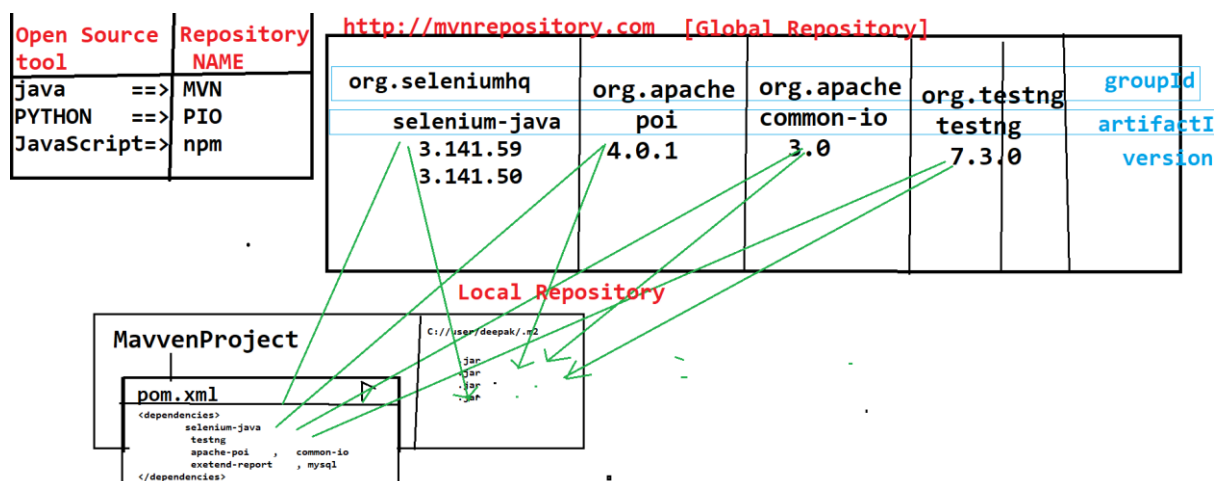 Open Source Repository
tool NAME
java ==> MVN
PYTHON ==> PIO
JavaScript=> npm
http://mvnrepository.com [Global Repository]
org.seleniumhq org.apache org.apache org.testng groupId
selenium-java poi common-io testng artifactI
3.141.59 4.0.1 3.0 7.3.0 version
3.141.50
Local Repository
MavvenProject
C://user/deepak/.m2
.jar
.jar
.jar
.jar
pom.xml
<dependencies>
selenium-java
testng
apache-poi , common-io
exetend-report , mysql
</dependencies>